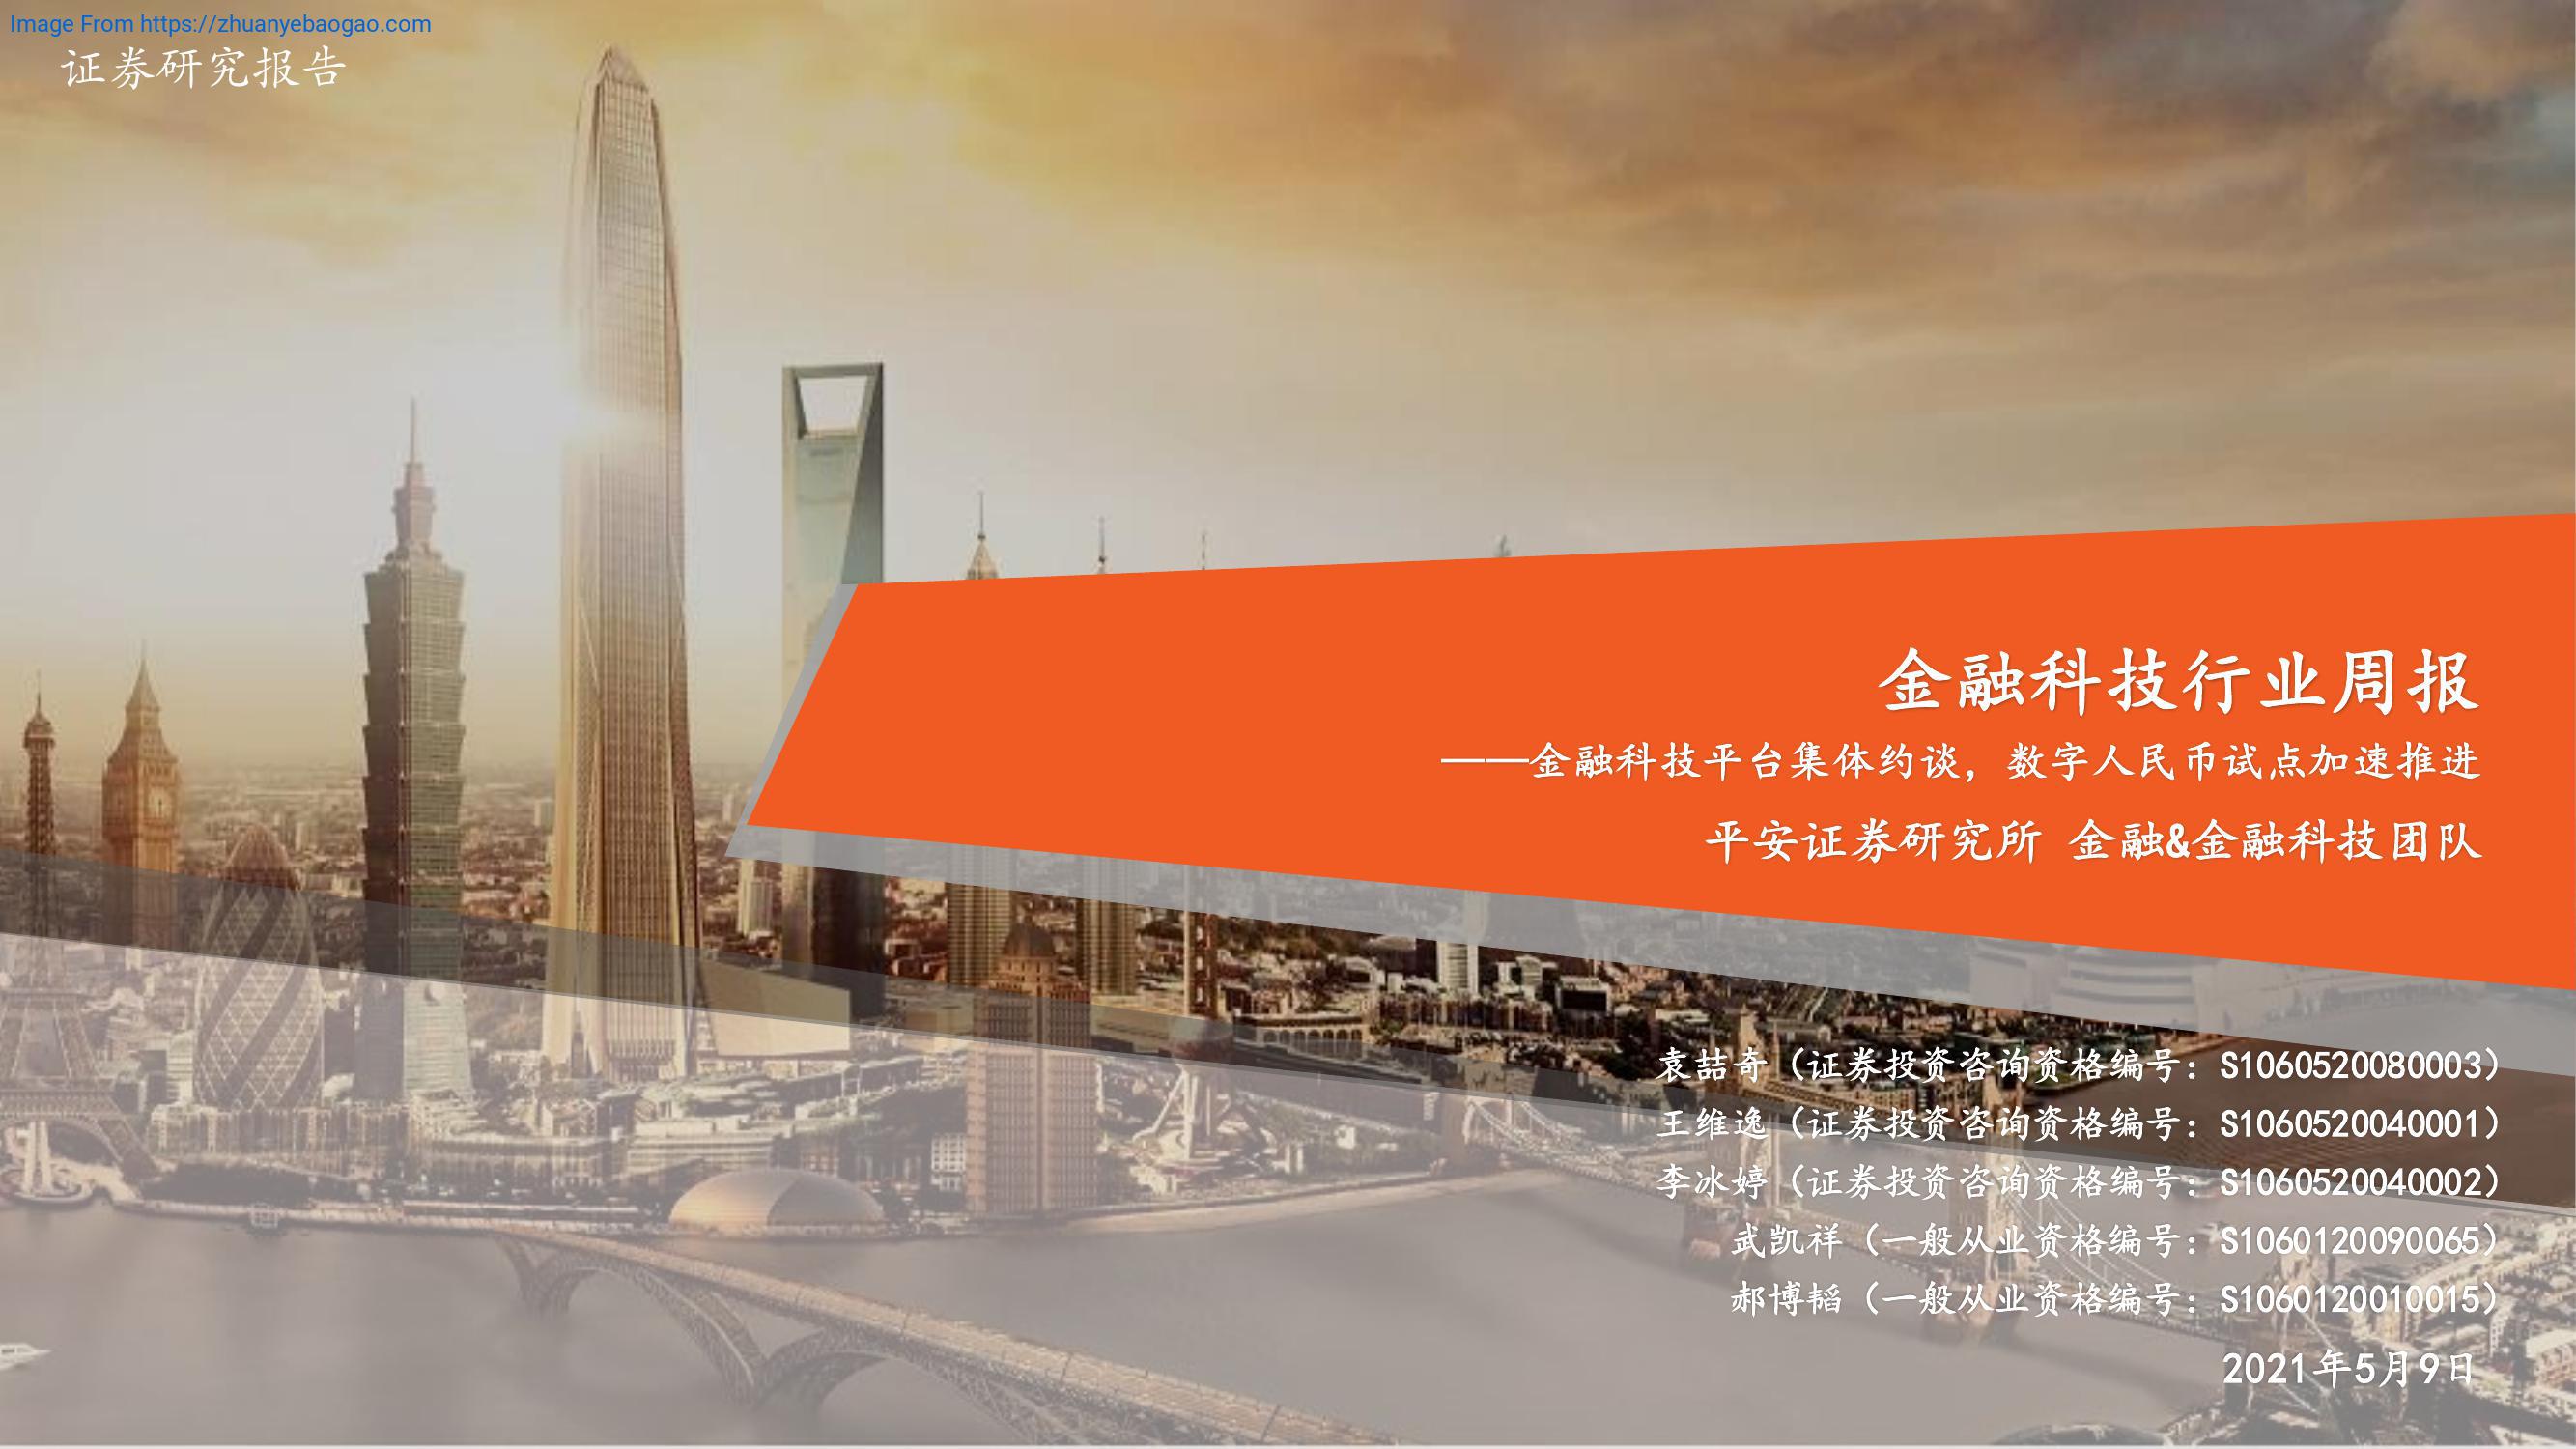 Image From https://zhuanyebaogao.com
证券研究报告
金融科技行业周报
——金融科技平台集体约谈，数字人民币试点加速推进
平安证券研究所 金融&金融科技团队
袁喆奇（证券投资咨询资格编号：S1060520080003）
王维逸（证券投资咨询资格编号：S1060520040001）
李冰婷（证券投资咨询资格编号：S1060520040002）
武凯祥（一般从业资格编号：S1060120090065）
郝博韬（一般从业资格编号：S1060120010015）
2021年5月9日